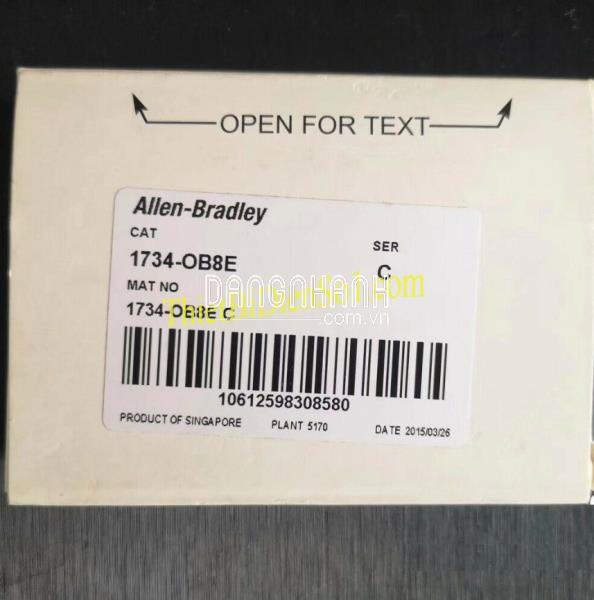 OPEN FOR TEXT
Allen-Bradley
CAT
SER
1734-OB8E
C
DANGNHANH
.com.vn
MAT NO
1734-OB8E C
10612598308580
PRODUCT OF SINGAPORE PLANT 5170 DATE 2015/03/26